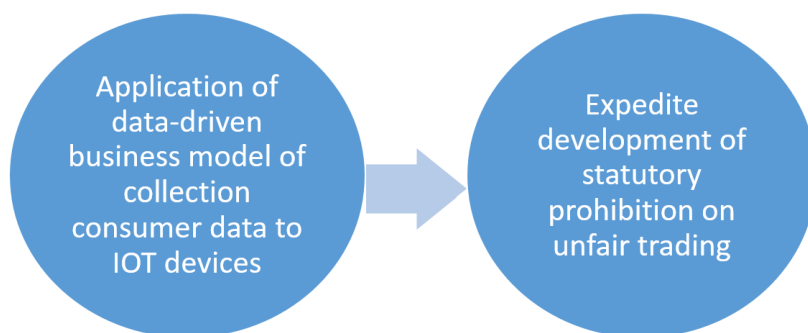 Application of
data-driven
business model of
collection
consumer data to
IOT devices
Expedite
development of
statutory
prohibition on
unfair trading